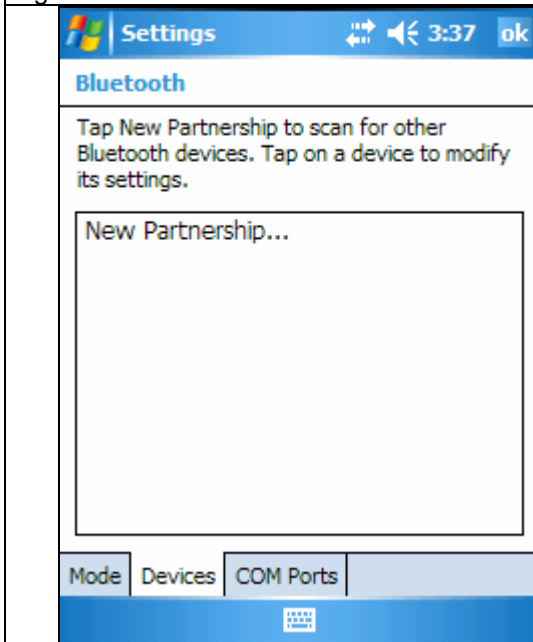 Settings 3:37 ok
Bluetooth
Tap New Partnership to scan for other
Bluetooth devices. Tap on a device to modify
its settings.
New Partnership...
Mode Devices COM Ports